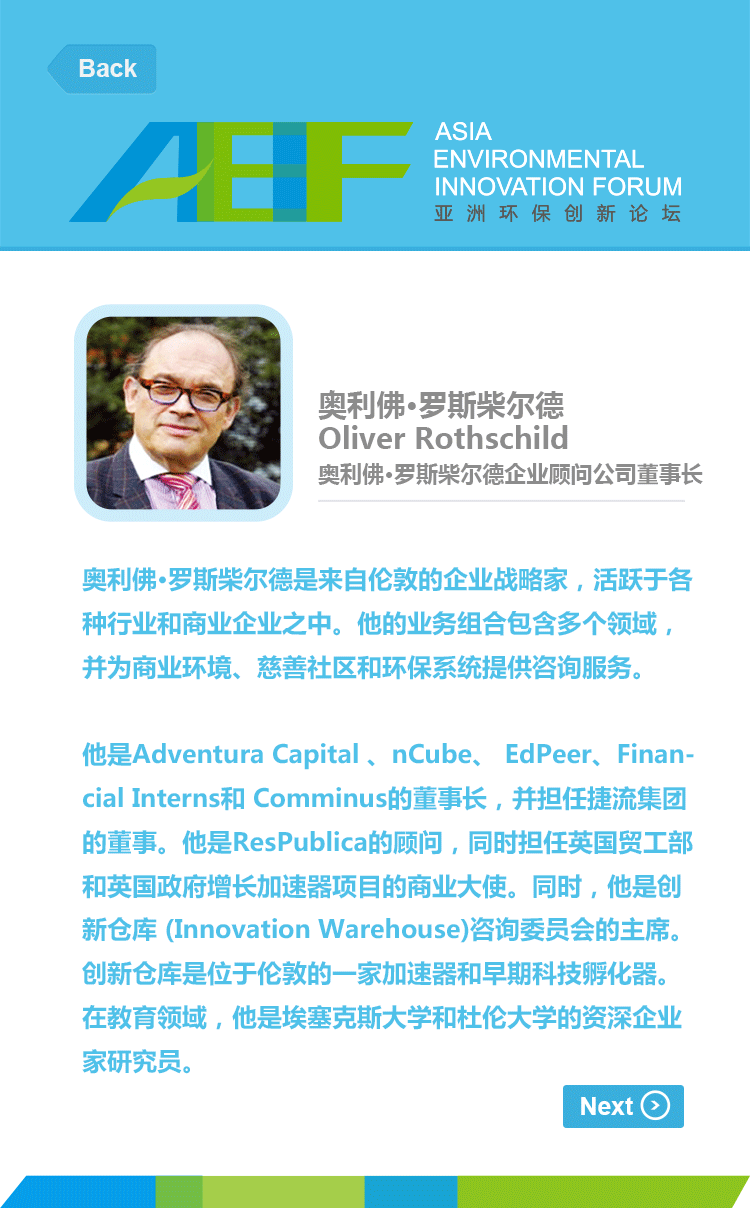 Back
AEIF
ASIA
ENVIRONMENTAL
INNOVATION FORUM
亚洲环保创新论坛
奥利佛•罗斯柴尔德
Oliver Rothschild
奥利佛•罗斯柴尔德企业顾问公司董事长
奥利佛•罗斯柴尔德是来自伦敦的企业战略家，活跃于各
种行业和商业企业之中。他的业务组合包含多个领域，
并为商业环境、慈善社区和环保系统提供咨询服务。
他是Adventura Capital 、nCube、 EdPeer、Finan-
cial Interns和 Comminus的董事长，并担任捷流集团
的董事。他是ResPublica的顾问，同时担任英国贸工部
和英国政府增长加速器项目的商业大使。同时，他是创
新仓库 (Innovation Warehouse)咨询委员会的主席。
创新仓库是位于伦敦的一家加速器和早期科技孵化器。
在教育领域，他是埃塞克斯大学和杜伦大学的资深企业
家研究员。
Next